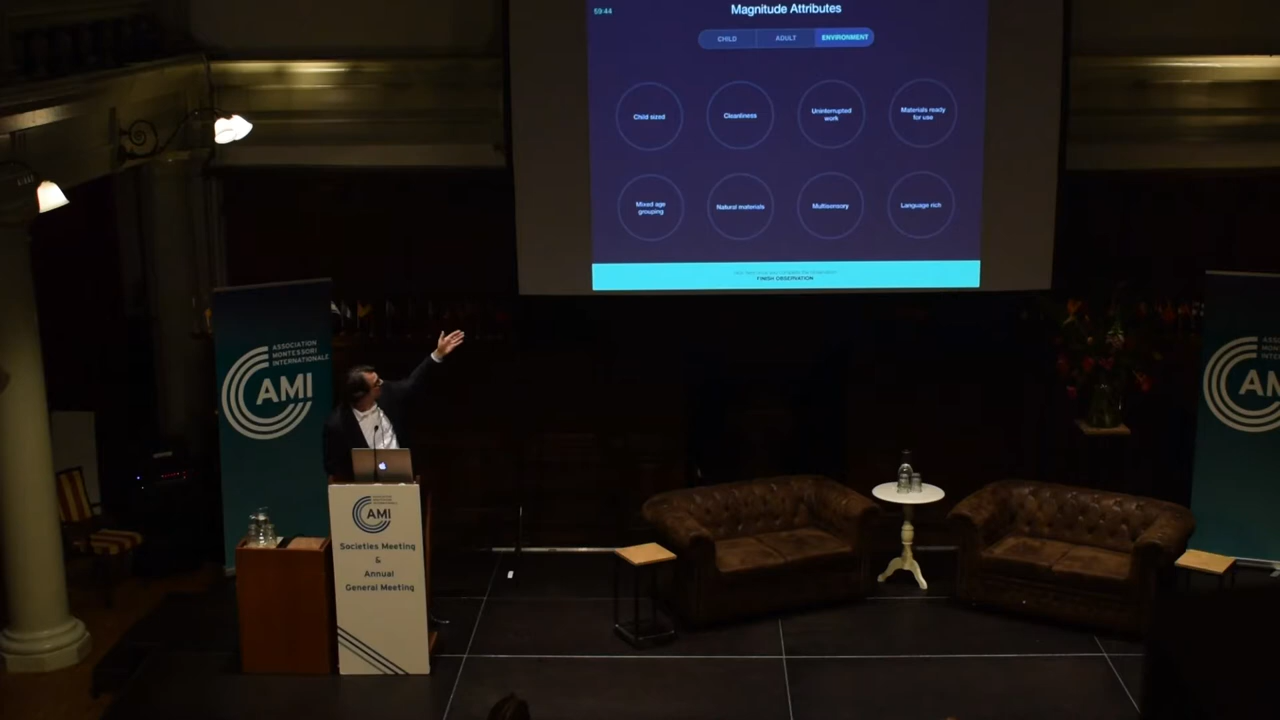 59:44
Magnitude Attributes
CHILD
ADULT
ENVIRONMENT
Child sized
Cleanliness
Uninterrupted
work
Materials ready
for use
Mixed age
grouping
Natural materials
Multisensory
Language rich
FINISH OBSERVATION
ASSOCIATION
MONTESSORI
INTERNATIONALE
AMI
AMI
Societies Meeting
&
Annual
General Meeting